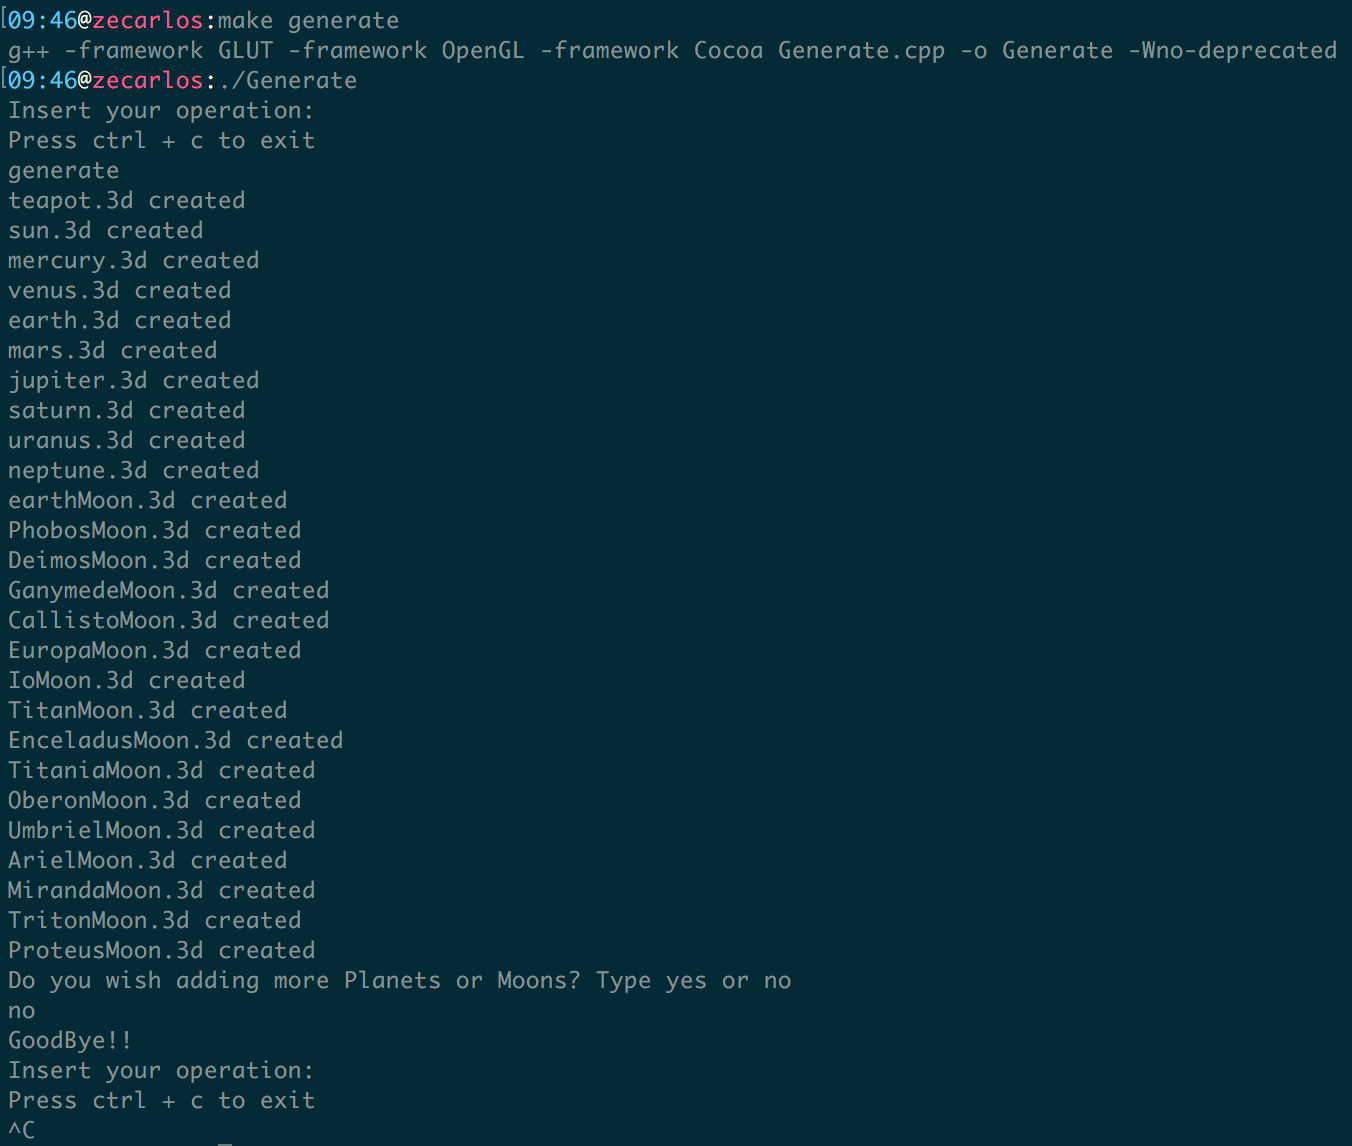 [09:46@zecarlos:make generate
g++ -framework GLUT -framework OpenGL -framework Cocoa Generate.cpp -o Generate -Wno-deprecated
[09:46@zecarlos:./Generate
Insert your operation:
Press ctrl + c to exit
generate
teapot.3d created
sun.3d created
mercury.3d created
venus.3d created
earth.3d created
mars.3d created
jupiter.3d created
saturn.3d created
uranus.3d created
neptune.3d created
earthMoon.3d created
PhobosMoon.3d created
DeimosMoon.3d created
GanymedeMoon.3d created
CallistoMoon.3d created
EuropaMoon.3d created
IoMoon.3d created
TitanMoon.3d created
EnceladusMoon.3d created
TitaniaMoon.3d created
OberonMoon.3d created
UmbrielMoon.3d created
ArielMoon.3d created
MirandaMoon.3d created
TritonMoon.3d created
ProteusMoon.3d created
Do you wish adding more Planets or Moons? Type yes or no
no
GoodBye!!
Insert your operation:
Press ctrl + c to exit
^C